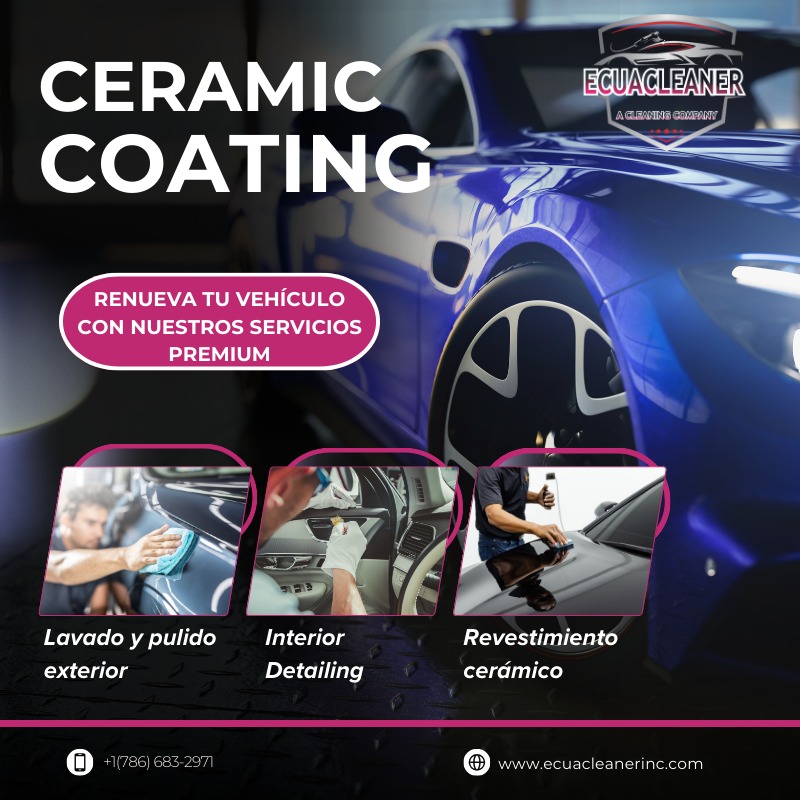 CERAMIC
COATING
ECUACLEANER
A CLEANING COMPANY
RENUEVA TU VEHÍCULO
CON NUESTROS SERVICIOS
PREMIUM
Lavado y pulido
exterior
Interior
Detailing
Revestimiento
cerámico
+1(786) 683-2971
www.ecuacleanerinc.com